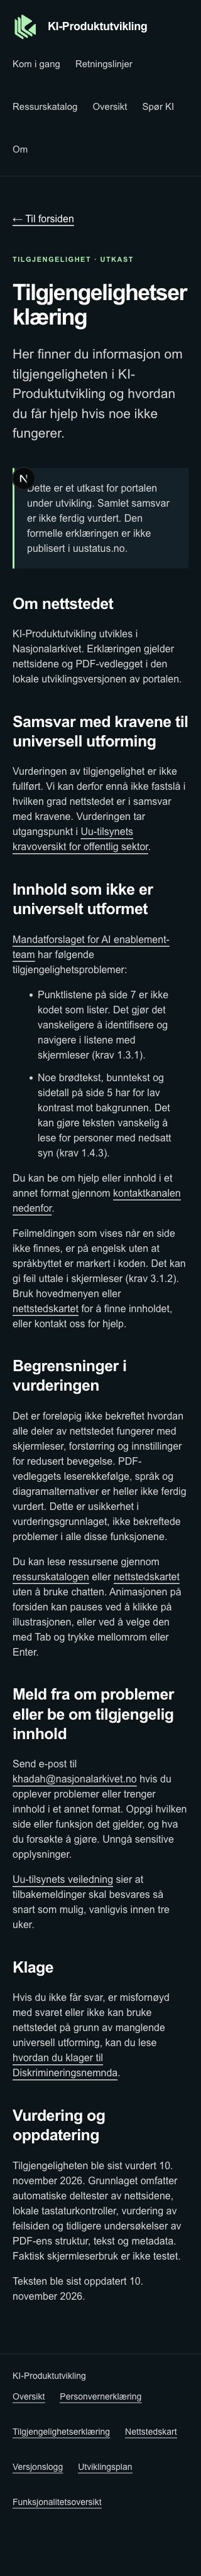 KI-Produktutvikling
Kom i gang Retningslinjer
Ressurskatalog Oversikt Spør KI
Om
← Til forsiden
TILGJENGELIGHET · UTKAST
Tilgjengelighetser
klæring
Her finner du informasjon om
tilgjengeligheten i KI-
Produktutvikling og hvordan
du får hjelp hvis noe ikke
fungerer.
N
Dette er et utkast for portalen
under utvikling. Samlet samsvar
er ikke ferdig vurdert. Den
formelle erklæringen er ikke
publisert i uustatus.no.
Om nettstedet
KI-Produktutvikling utvikles i
Nasjonalarkivet. Erklæringen gjelder
nettsidene og PDF-vedlegget i den
lokale utviklingsversjonen av portalen.
Samsvar med kravene til
universell utforming
Vurderingen av tilgjengelighet er ikke
fullført. Vi kan derfor ennå ikke fastslå i
hvilken grad nettstedet er i samsvar
med kravene. Vurderingen tar
utgangspunkt i Uu-tilsynets
kravoversikt for offentlig sektor.
Innhold som ikke er
universelt utformet
Mandatforslaget for AI enablement-
team har følgende
tilgjengelighetsproblemer:
• Punktlistene på side 7 er ikke
kodet som lister. Det gjør det
vanskeligere å identifisere og
navigere i listene med
skjermleser (krav 1.3.1).
• Noe brødtekst, bunntekst og
sidetall på side 5 har for lav
kontrast mot bakgrunnen. Det
kan gjøre teksten vanskelig å
lese for personer med nedsatt
syn (krav 1.4.3).
Du kan be om hjelp eller innhold i et
annet format gjennom kontaktkanalen
nedenfor.
Feilmeldingen som vises når en side
ikke finnes, er på engelsk uten at
språkbyttet er markert i koden. Det kan
gi feil uttale i skjermleser (krav 3.1.2).
Bruk hovedmenyen eller
nettstedskartet for å finne innholdet,
eller kontakt oss for hjelp.
Begrensninger i
vurderingen
Det er foreløpig ikke bekreftet hvordan
alle deler av nettstedet fungerer med
skjermleser, forstørring og innstillinger
for redusert bevegelse. PDF-
vedleggets leserekkefølge, språk og
diagramalternativer er heller ikke ferdig
vurdert. Dette er usikkerhet i
vurderingsgrunnlaget, ikke bekreftede
problemer i alle disse funksjonene.
Du kan lese ressursene gjennom
ressurskatalogen eller nettstedskartet
uten å bruke chatten. Animasjonen på
forsiden kan pauses ved å klikke på
illustrasjonen, eller ved å velge den
med Tab og trykke mellomrom eller
Enter.
Meld fra om problemer
eller be om tilgjengelig
innhold
Send e-post til
khadah@nasjonalarkivet.no hvis du
opplever problemer eller trenger
innhold i et annet format. Oppgi hvilken
side eller funksjon det gjelder, og hva
du forsøkte å gjøre. Unngå sensitive
opplysninger.
Uu-tilsynets veiledning sier at
tilbakemeldinger skal besvares så
snart som mulig, vanligvis innen tre
uker.
Klage
Hvis du ikke får svar, er misfornøyd
med svaret eller ikke kan bruke
nettstedet på grunn av manglende
universell utforming, kan du lese
hvordan du klager til
Diskrimineringsnemnda.
Vurdering og
oppdatering
Tilgjengeligheten ble sist vurdert 10.
november 2026. Grunnlaget omfatter
automatiske deltester av nettsidene,
lokale tastaturkontroller, vurdering av
feilsiden og tidligere undersøkelser av
PDF-ens struktur, tekst og metadata.
Faktisk skjermleserbruk er ikke testet.
Teksten ble sist oppdatert 10.
november 2026.
KI-Produktutvikling
Oversikt Personvernerklæring
Tilgjengelighetserklæring Nettstedskart
Versjonslogg Utviklingsplan
Funksjonalitetsoversikt